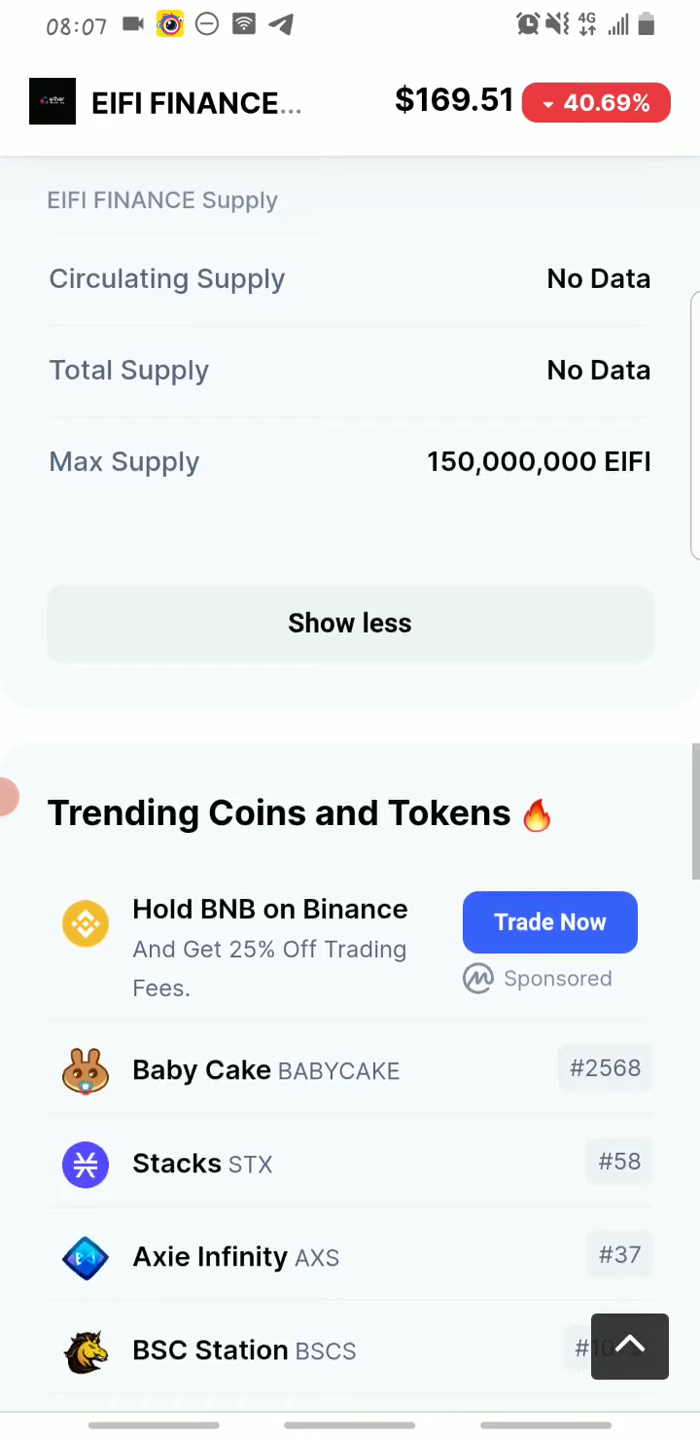 08:07
4G
EIFI FINANCE... $169.51 40.69%
EIFI FINANCE Supply
Circulating Supply No Data
Total Supply No Data
Max Supply 150,000,000 EIFI
Show less
Trending Coins and Tokens 🔥
Hold BNB on Binance Trade Now
And Get 25% Off Trading
Fees.
Sponsored
Baby Cake BABYCAKE #2568
Stacks STX #58
Axie Infinity AXS #37
BSC Station BSCS